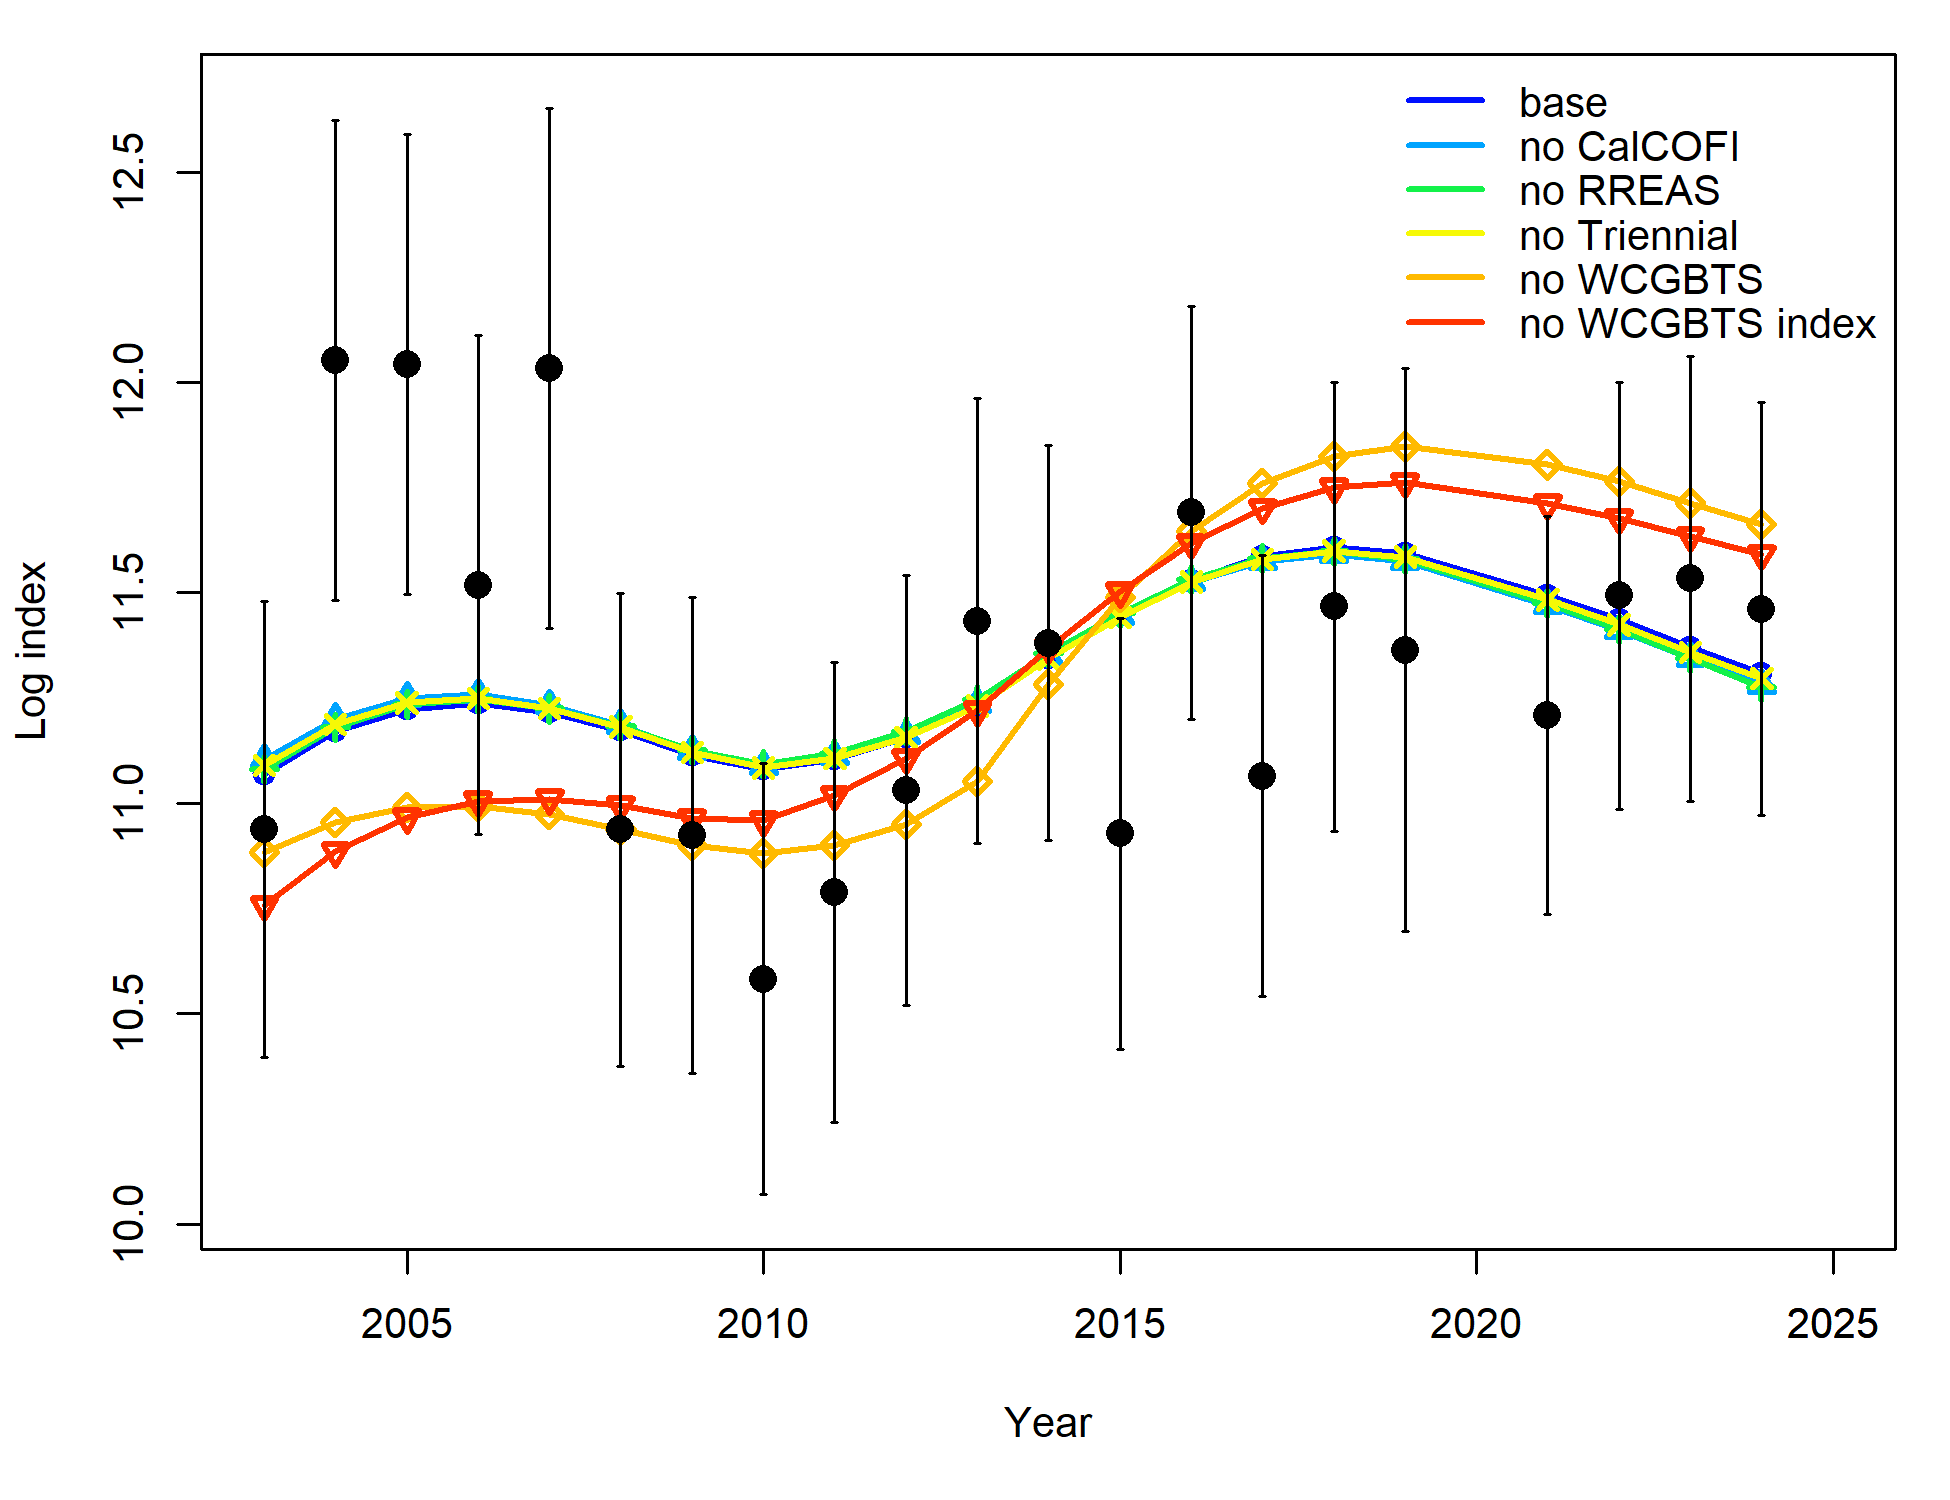 base
no CalCOFI
no RREAS
no Triennial
no WCGBTS
no WCGBTS index
12.5
12.0
11.5
11.0
10.5
10.0
Log index
2005 2010 2015 2020 2025
Year